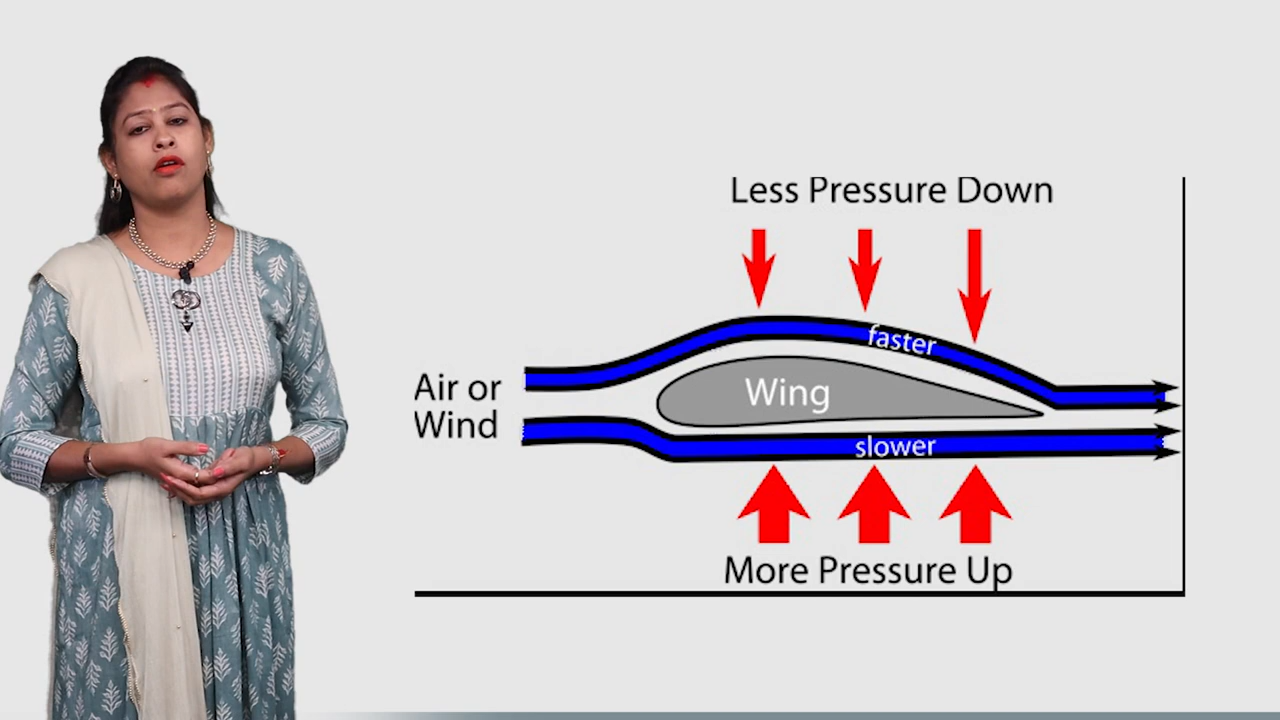 Less Pressure Down
faster
Air or
Wind
Wing
slower
More Pressure Up